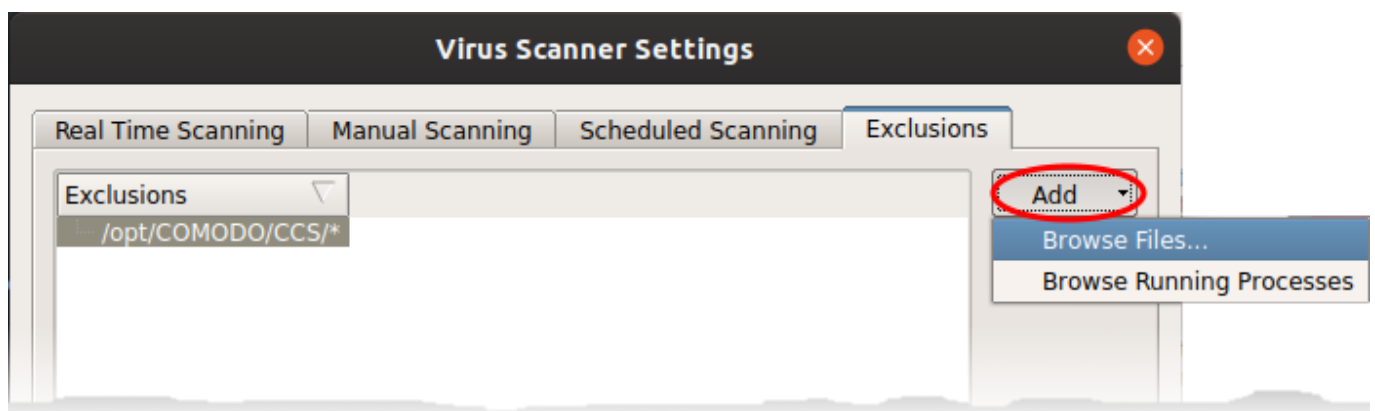 Virus Scanner Settings
Real Time Scanning Manual Scanning Scheduled Scanning Exclusions
Exclusions Add
/opt/COMODO/CCS/*
Browse Files...
Browse Running Processes